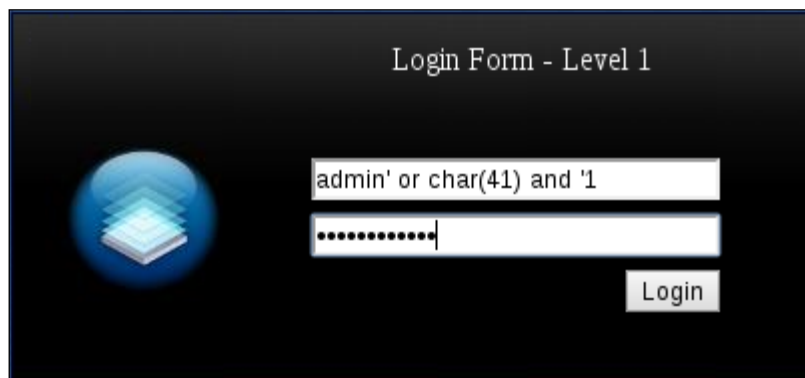 Login Form - Level 1
admin' or char(41) and '1
••••••••••••
Login